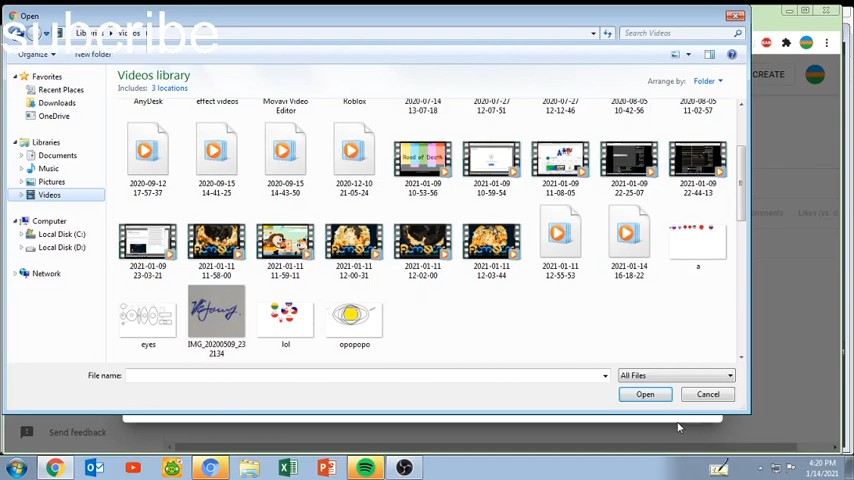 Open
subcribe
Libraries ▸ videos ▸
Search Videos
Organize
New folder
Videos library
Includes: 3 locations
Arrange by: Folder
CREATE
Favorites
Recent Places
Downloads
OneDrive
Libraries
Documents
Music
Pictures
Videos
Computer
Local Disk (C:)
Local Disk (D:)
Network
AnyDesk
effect videos
Movavi Video Editor
Roblox
2020-07-14 13-07-18
2020-07-27 12-07-51
2020-07-27 12-12-46
2020-08-05 10-42-56
2020-08-05 11-02-57
2020-09-12 17-57-37
2020-09-15 14-41-25
2020-09-15 14-43-50
2020-12-10 21-05-24
Road of Death
2021-01-09 10-53-56
2021-01-09 10-59-54
2021-01-09 11-08-05
2021-01-09 22-25-07
2021-01-09 22-44-13
2021-01-09 23-03-21
2021-01-11 11-58-00
2021-01-11 11-59-11
2021-01-11 12-00-31
2021-01-11 12-02-00
2021-01-11 12-03-44
2021-01-11 12-55-53
2021-01-14 16-18-22
a
eyes
IMG_20200509_232134
lol
opopopo
Likes (vs. d
File name:
All Files
Open
Cancel
Send feedback
4:20 PM
1/14/2021